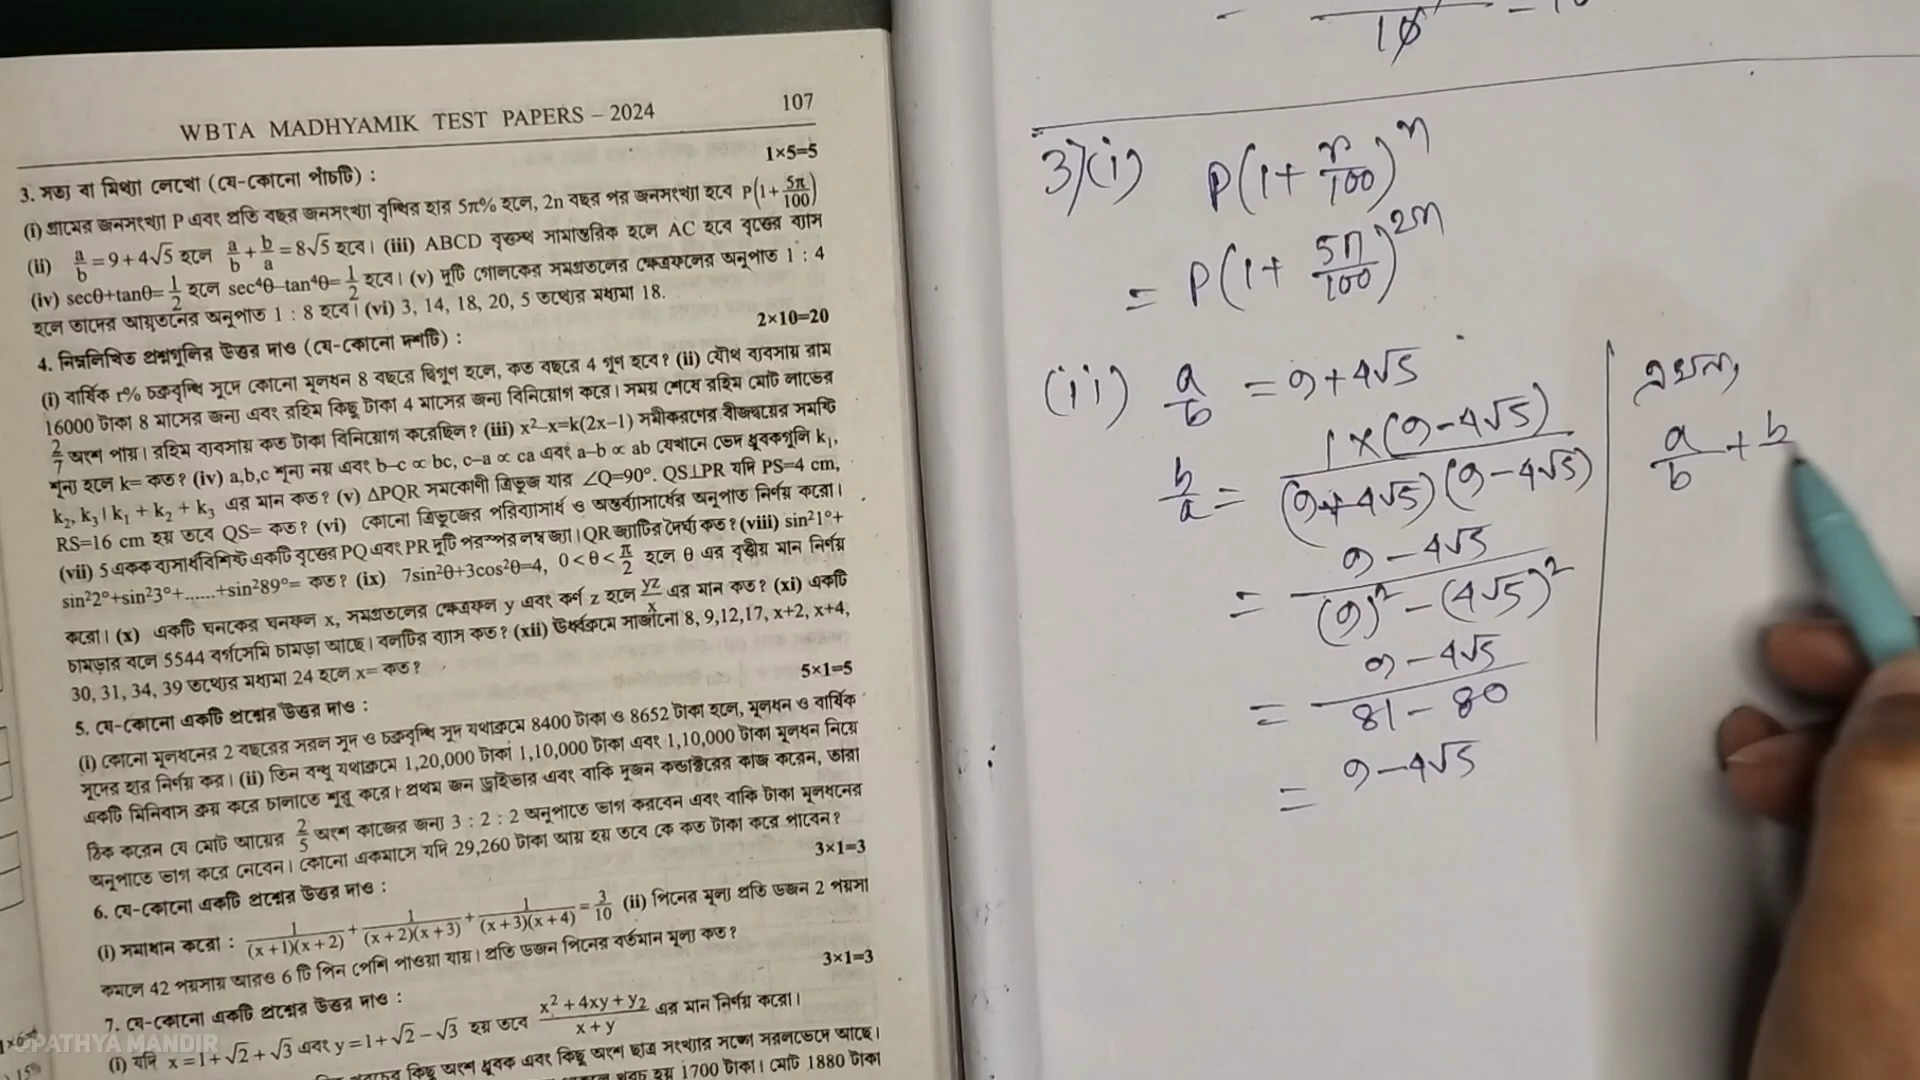 WBTA MADHYAMIK TEST PAPERS – 2024 107
3. সত্য বা মিথ্যা লেখো (যে-কোনো পাঁচটি) : 1×5=5
(i) গ্রামের জনসংখ্যা P এবং প্রতি বছর জনসংখ্যা বৃদ্ধির হার 5π% হলে, 2n বছর পর জনসংখ্যা হবে P(1+5π/100)
(ii) a/b=9+4√5 হলে a/b+b/a=8√5 হবে। (iii) ABCD বৃত্তস্থ সামান্তরিক হলে AC হবে বৃত্তের ব্যাস
(iv) secθ+tanθ=1/2 হলে sec⁴θ–tan⁴θ=1/2 হবে। (v) দুটি গোলকের সমগ্রতলের ক্ষেত্রফলের অনুপাত 1 : 4
হলে তাদের আয়তনের অনুপাত 1 : 8 হবে। (vi) 3, 14, 18, 20, 5 তথ্যের মধ্যমা 18.
4. নিম্নলিখিত প্রশ্নগুলির উত্তর দাও (যে-কোনো দশটি) : 2×10=20
(i) বার্ষিক r% চক্রবৃদ্ধি সুদে কোনো মূলধন 8 বছরে দ্বিগুণ হলে, কত বছরে 4 গুণ হবে? (ii) যৌথ ব্যবসায় রাম
16000 টাকা 8 মাসের জন্য এবং রহিম কিছু টাকা 4 মাসের জন্য বিনিয়োগ করে। সময় শেষে রহিম মোট লাভের
2/7 অংশ পায়। রহিম ব্যবসায় কত টাকা বিনিয়োগ করেছিল? (iii) x²–x=k(2x–1) সমীকরণের বীজদ্বয়ের সমষ্টি
শূন্য হলে k= কত? (iv) a,b,c শূন্য নয় এবং b–c ∝ bc, c–a ∝ ca এবং a–b ∝ ab যেখানে ভেদ ধ্রুবকগুলি k₁,
k₂, k₃। k₁ + k₂ + k₃ এর মান কত? (v) ΔPQR সমকোণী ত্রিভুজ যার ∠Q=90°. QS⊥PR যদি PS=4 cm,
RS=16 cm হয় তবে QS= কত? (vi) কোনো ত্রিভুজের পরিব্যাসার্ধ ও অন্তর্ব্যাসার্ধের অনুপাত নির্ণয় করো।
(vii) 5 একক ব্যাসার্ধবিশিষ্ট একটি বৃত্তের PQ এবং PR দুটি পরস্পর লম্ব জ্যা। QR জ্যাটির দৈর্ঘ্য কত? (viii) sin²1°+
sin²2°+sin²3°+......+sin²89°= কত? (ix) 7sin²θ+3cos²θ=4, 0<θ<π/2 হলে θ এর বৃত্তীয় মান নির্ণয়
করো। (x) একটি ঘনকের ঘনফল x, সমগ্রতলের ক্ষেত্রফল y এবং কর্ণ z হলে yz/x এর মান কত? (xi) একটি
চামড়ার বলে 5544 বর্গসেমি চামড়া আছে। বলটির ব্যাস কত? (xii) ঊর্ধ্বক্রমে সাজানো 8, 9,12,17, x+2, x+4,
30, 31, 34, 39 তথ্যের মধ্যমা 24 হলে x= কত?
5. যে-কোনো একটি প্রশ্নের উত্তর দাও : 5×1=5
(i) কোনো মূলধনের 2 বছরের সরল সুদ ও চক্রবৃদ্ধি সুদ যথাক্রমে 8400 টাকা ও 8652 টাকা হলে, মূলধন ও বার্ষিক
সুদের হার নির্ণয় কর। (ii) তিন বন্ধু যথাক্রমে 1,20,000 টাকা 1,10,000 টাকা এবং 1,10,000 টাকা মূলধন নিয়ে
একটি মিনিবাস ক্রয় করে চালাতে শুরু করে। প্রথম জন ড্রাইভার এবং বাকি দুজন কন্ডাক্টরের কাজ করেন, তারা
ঠিক করেন যে মোট আয়ের 2/5 অংশ কাজের জন্য 3 : 2 : 2 অনুপাতে ভাগ করবেন এবং বাকি টাকা মূলধনের
অনুপাতে ভাগ করে নেবেন। কোনো একমাসে যদি 29,260 টাকা আয় হয় তবে কে কত টাকা করে পাবেন?
6. যে-কোনো একটি প্রশ্নের উত্তর দাও : 3×1=3
(i) সমাধান করো : 1/(x+1)(x+2) + 1/(x+2)(x+3) + 1/(x+3)(x+4) = 3/10 (ii) পিনের মূল্য প্রতি ডজন 2 পয়সা
কমলে 42 পয়সায় আরও 6 টি পিন বেশি পাওয়া যায়। প্রতি ডজন পিনের বর্তমান মূল্য কত?
7. যে-কোনো একটি প্রশ্নের উত্তর দাও : 3×1=3
(i) যদি x=1+√2+√3 এবং y=1+√2–√3 হয় তবে x²+4xy+y2/x+y এর মান নির্ণয় করো।
কিছু অংশ ধ্রুবক এবং কিছু অংশ ছাত্র সংখ্যার সঙ্গে সরলভেদে আছে।
1700 টাকা। মোট 1880 টাকা
PATHYA MANDIR
3)(i) P(1+r/100)ⁿ
= P(1+5π/100)²ⁿ
(ii) a/b = 9+4√5
b/a = 1×(9-4√5)/(9+4√5)(9-4√5)
= 9-4√5/(9)²-(4√5)²
= 9-4√5/81-80
= 9-4√5
এখন,
a/b + b